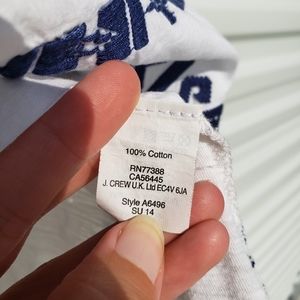 100% Cotton
RN77388
CA56445
J. CREW U.K. Ltd EC4V 6JA
Style A6496
SU 14